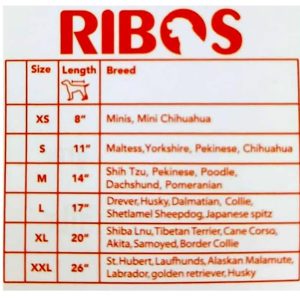 RIBOS
Size Length Breed
XS 8" Minis, Mini Chihuahua
S 11" Maltess,Yorkshire, Pekinese, Chihuahua
M 14" Shih Tzu, Pekinese, Poodle,
Dachshund, Pomeranian
L 17" Drever,Husky,Dalmatian, Collie,
Shetlamel Sheepdog,Japanese spitz
XL 20" Shiba Lnu,Tibetan Terrier, Cane Corso,
Akita, Samoyed,Border Collie
XXL 26" St.Hubert, Laufhunds, Alaskan Malamute,
Labrador,golden retriever, Husky